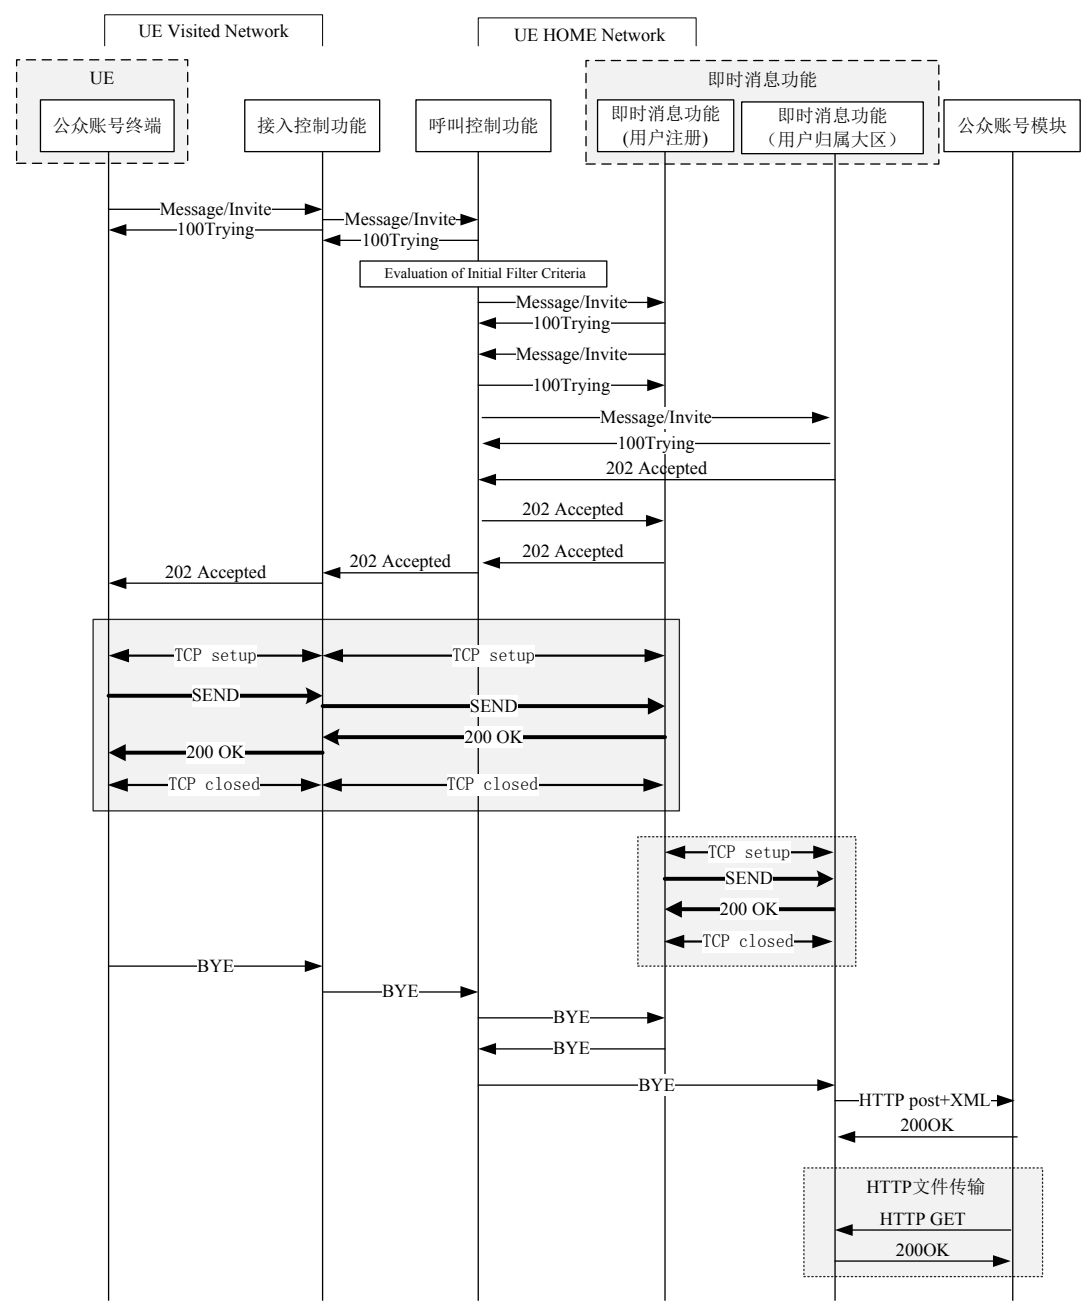 UE Visited Network
UE HOME Network
UE
即时消息功能
公众账号终端
接入控制功能
呼叫控制功能
即时消息功能
(用户注册)
即时消息功能
（用户归属大区）
公众账号模块
Message/Invite
Message/Invite
100Trying
100Trying
Evaluation of Initial Filter Criteria
Message/Invite
100Trying
Message/Invite
100Trying
Message/Invite
100Trying
202 Accepted
202 Accepted
202 Accepted
202 Accepted
202 Accepted
TCP setup
TCP setup
SEND
SEND
200 OK
200 OK
TCP closed
TCP closed
TCP setup
SEND
200 OK
TCP closed
BYE
BYE
BYE
BYE
BYE
HTTP post+XML
200OK
HTTP文件传输
HTTP GET
200OK